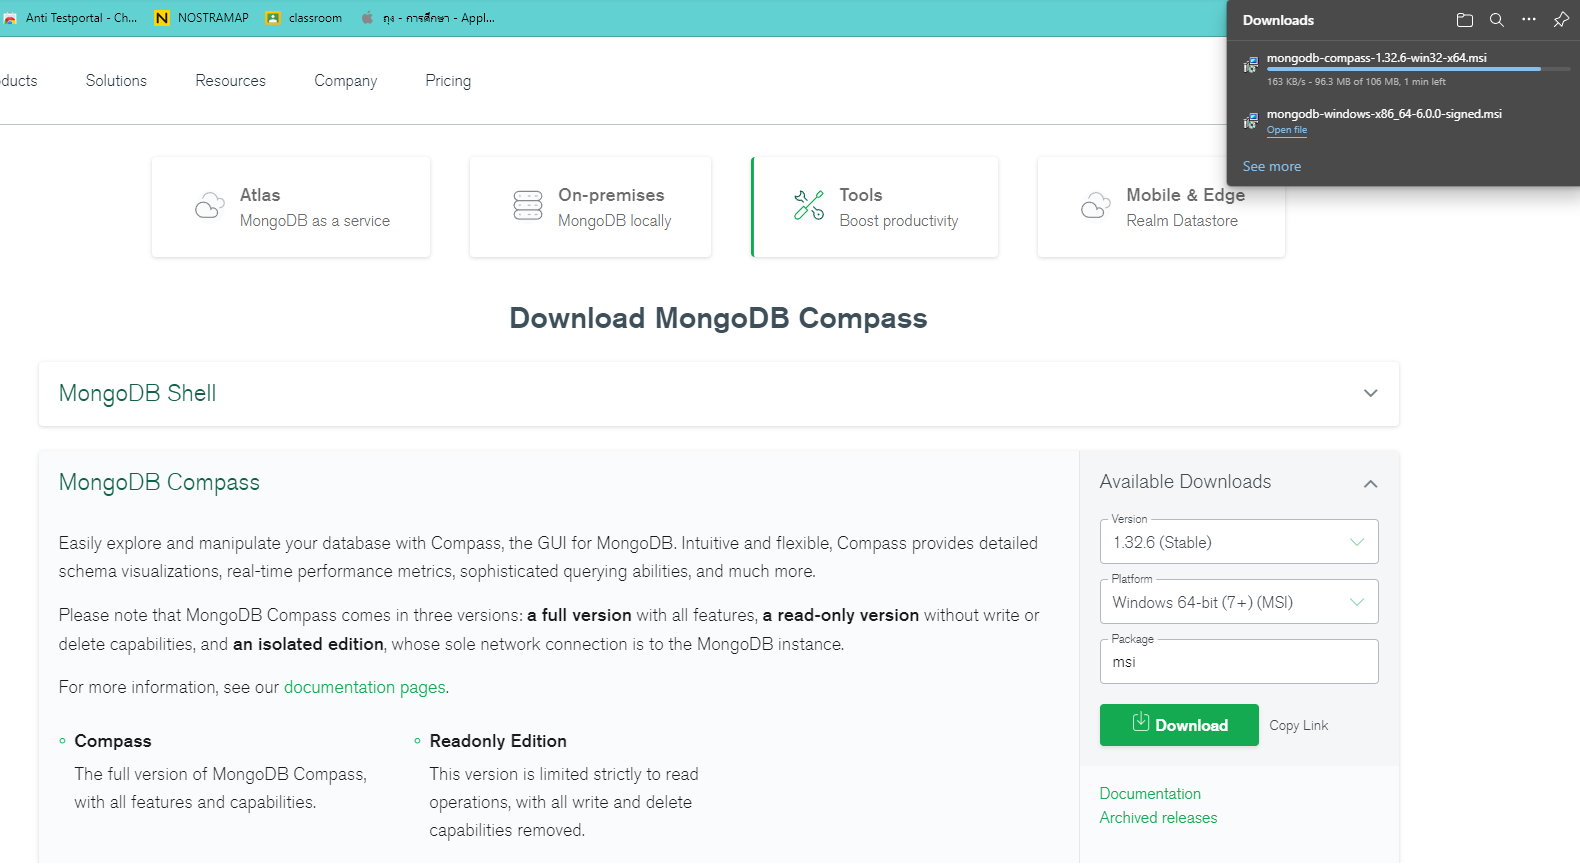 Anti Testportal - Ch... NOSTRAMAP classroom ถุง - การศึกษา - Appl...
Downloads
mongodb-compass-1.32.6-win32-x64.msi
163 KB/s - 96.3 MB of 106 MB, 1 min left
mongodb-windows-x86_64-6.0.0-signed.msi
Open file
See more
ducts Solutions Resources Company Pricing
Atlas
MongoDB as a service
On-premises
MongoDB locally
Tools
Boost productivity
Mobile & Edge
Realm Datastore
Download MongoDB Compass
MongoDB Shell
MongoDB Compass
Easily explore and manipulate your database with Compass, the GUI for MongoDB. Intuitive and flexible, Compass provides detailed
schema visualizations, real-time performance metrics, sophisticated querying abilities, and much more.
Please note that MongoDB Compass comes in three versions: a full version with all features, a read-only version without write or
delete capabilities, and an isolated edition, whose sole network connection is to the MongoDB instance.
For more information, see our documentation pages.
Compass
The full version of MongoDB Compass,
with all features and capabilities.
Readonly Edition
This version is limited strictly to read
operations, with all write and delete
capabilities removed.
Available Downloads
Version
1.32.6 (Stable)
Platform
Windows 64-bit (7+) (MSI)
Package
msi
Download Copy Link
Documentation
Archived releases